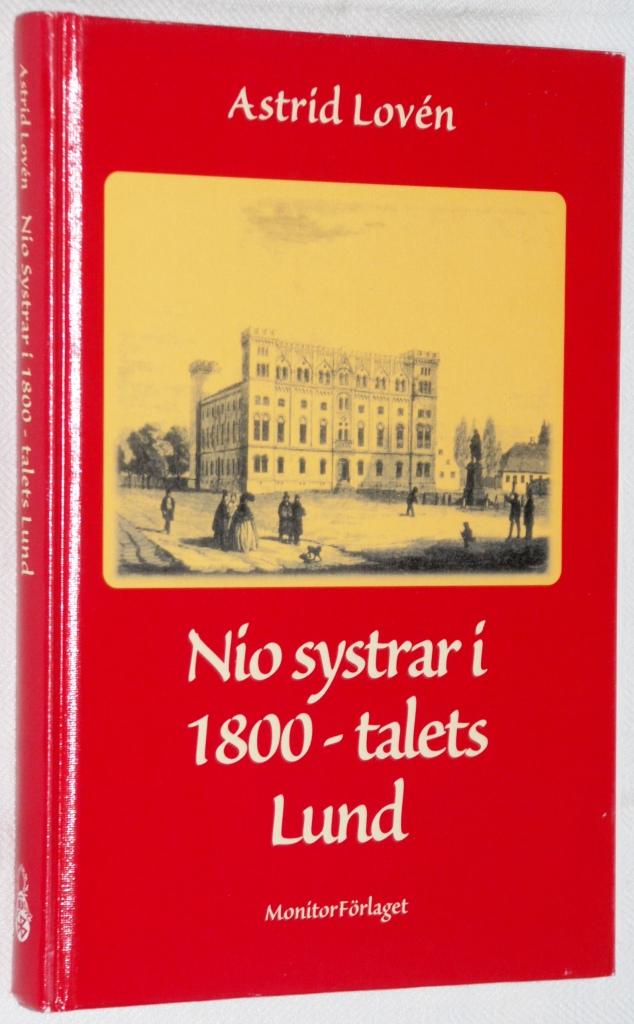 Astrid Lovén
Nio systrar i
1800 - talets
Lund
MonitorFörlaget
Astrid Lovén Nio Systrar i 1800 - talets Lund